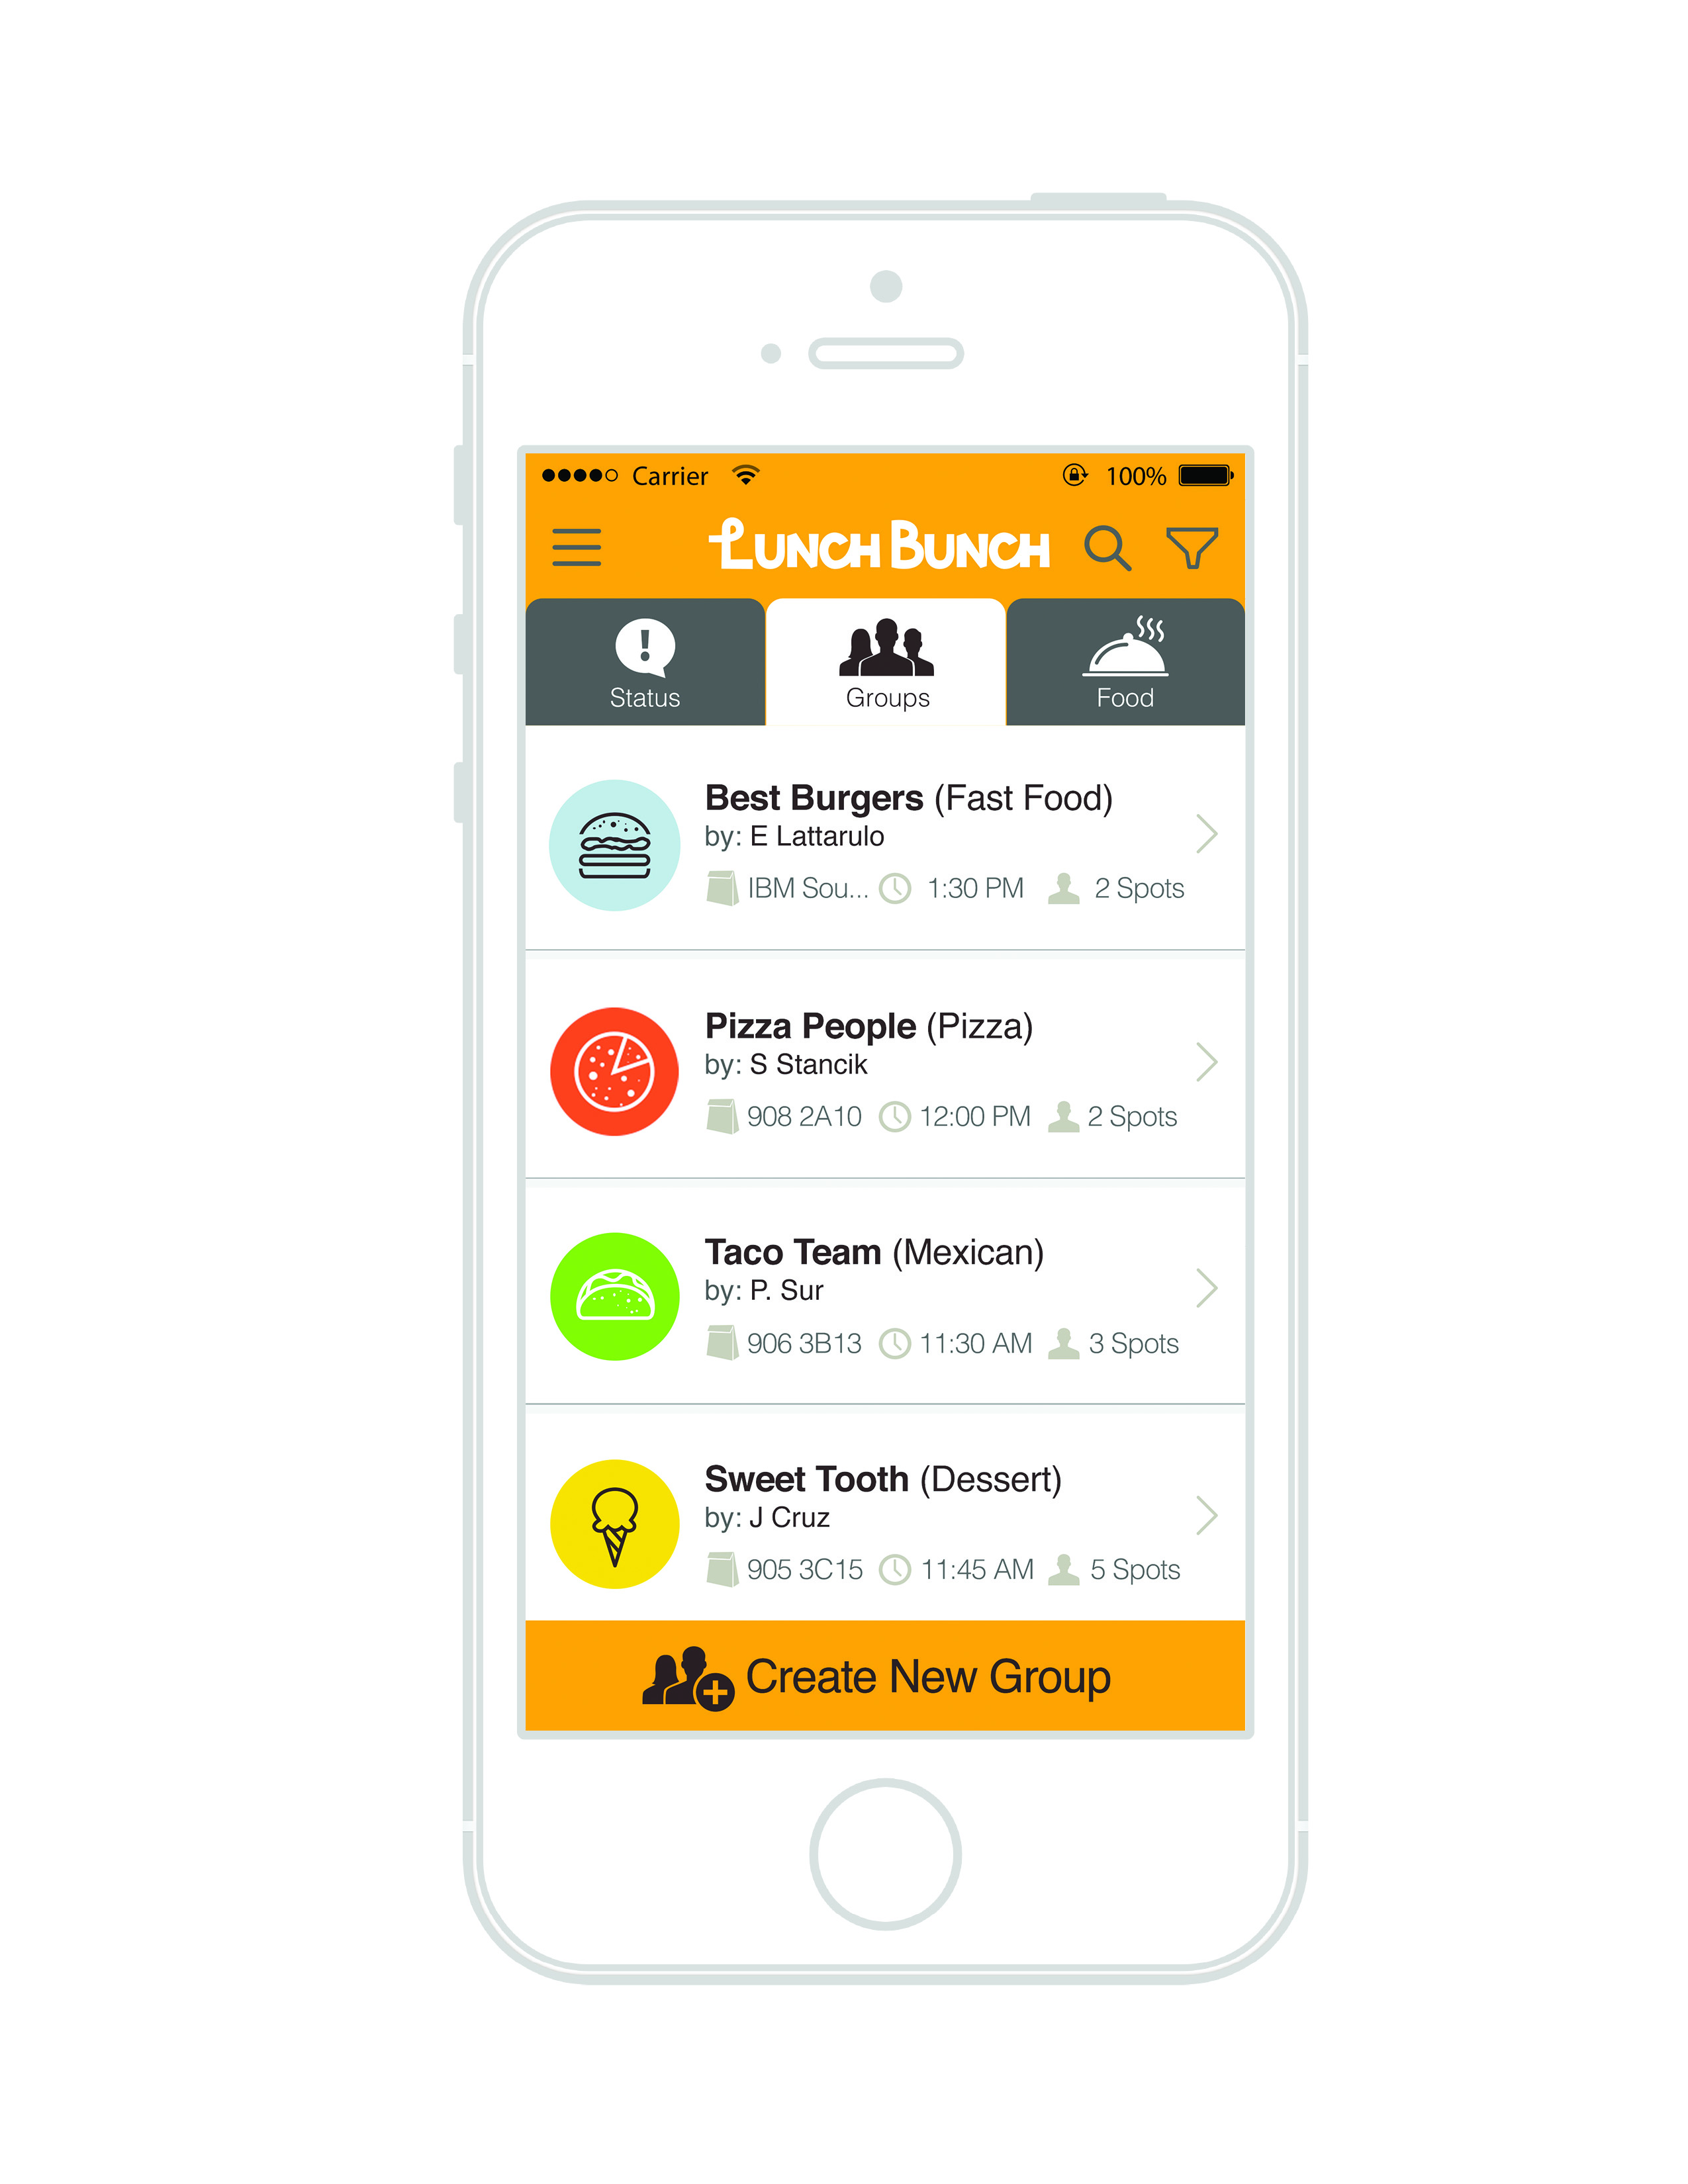 Carrier 100%
LUNCH BUNCH
Status Groups Food
Best Burgers (Fast Food)
by: E Lattarulo
IBM Sou... 1:30 PM 2 Spots
Pizza People (Pizza)
by: S Stancik
908 2A10 12:00 PM 2 Spots
Taco Team (Mexican)
by: P. Sur
906 3B13 11:30 AM 3 Spots
Sweet Tooth (Dessert)
by: J Cruz
905 3C15 11:45 AM 5 Spots
Create New Group